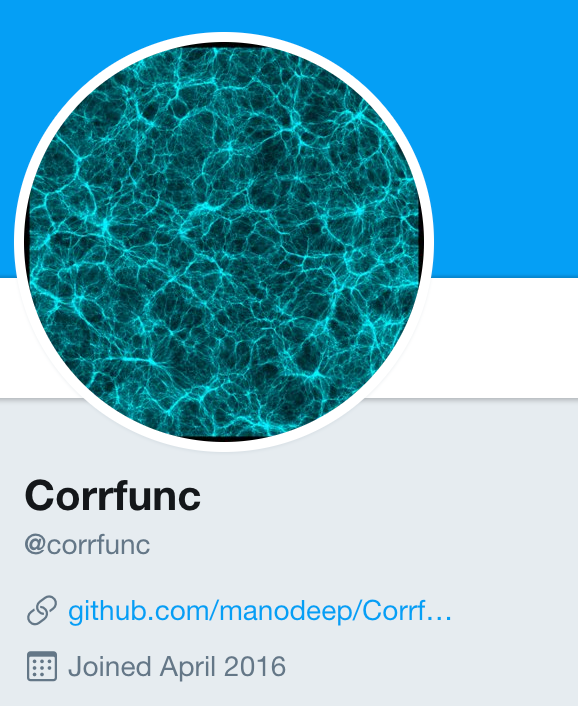 Corrfunc
@corrfunc
github.com/manodeep/Corrf…
Joined April 2016